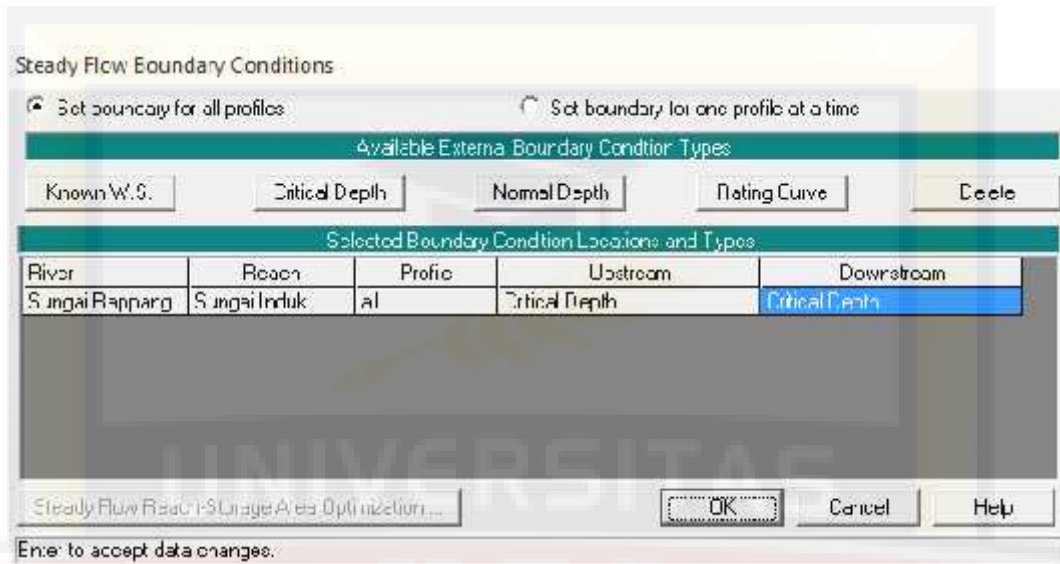 Steady Flow Boundary Conditions
Set boundary for all profiles
Set boundary for one profile at a time
Available External Boundary Condtion Types
Known W.S.
Critical Depth
Normal Depth
Rating Curve
Delete
Selected Boundary Condition Locations and Types
River Reach Profile Upstream Downstream
Sungai Rappang Sungai Induk all Critical Depth Critical Depth
UNIVERSITAS
Steady Flow Reach-Storage Area Optimization ...
OK
Cancel
Help
Enter to accept data changes.